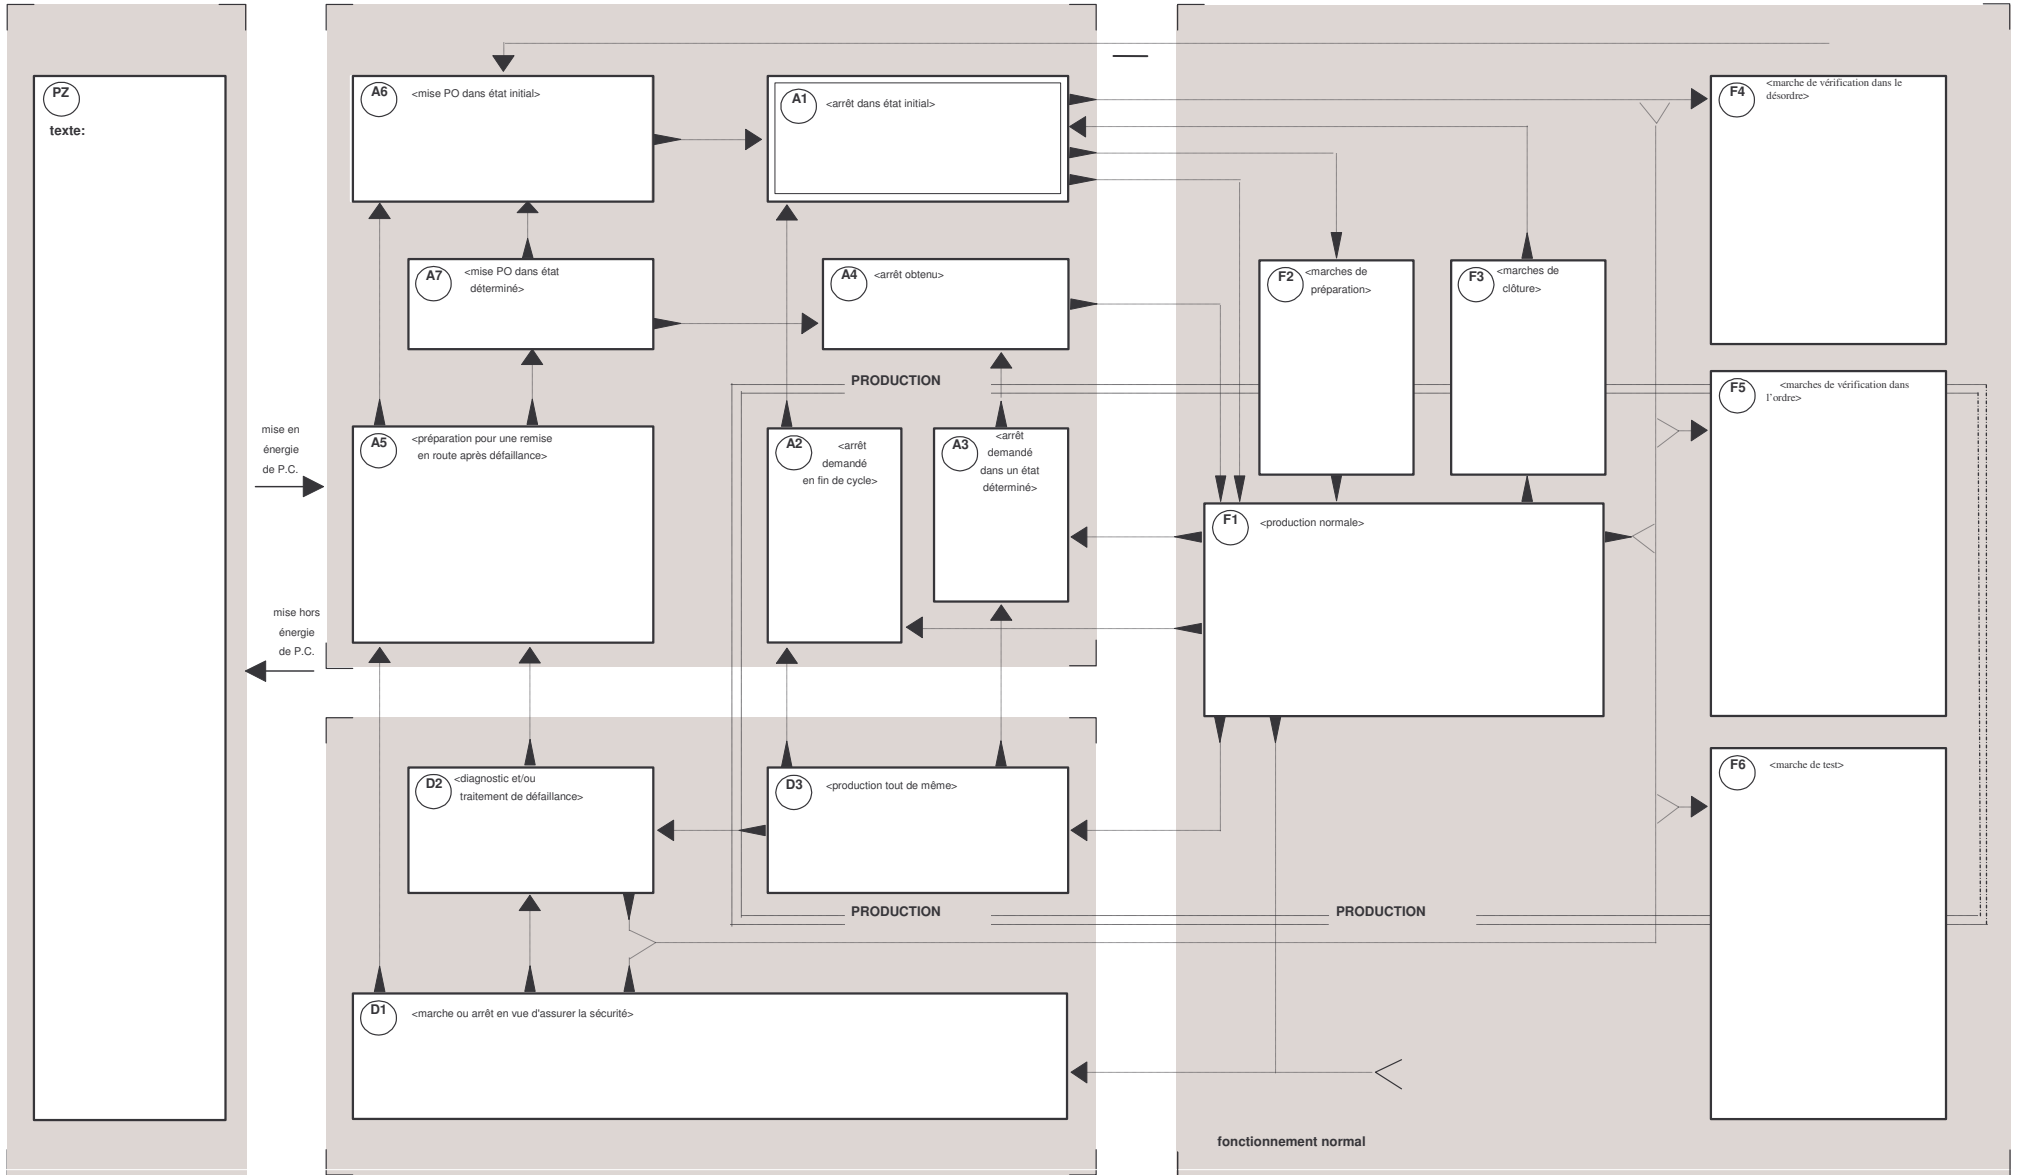 PZ
texte:
mise en
énergie
de P.C.
mise hors
énergie
de P.C.
A6
<mise PO dans état initial>
A1
<arrêt dans état initial>
A7
<mise PO dans état
déterminé>
A4
<arrêt obtenu>
PRODUCTION
A5
<préparation pour une remise
en route après défaillance>
A2
<arrêt
demandé
en fin de cycle>
A3
<arrêt
demandé
dans un état
déterminé>
D2
<diagnostic et/ou
traitement de défaillance>
D3
<production tout de même>
PRODUCTION
D1
<marche ou arrêt en vue d'assurer la sécurité>
F4
<marche de vérification dans le
désordre>
F2
<marches de
préparation>
F3
<marches de
clôture>
F5
<marches de vérification dans
l'ordre>
F1
<production normale>
F6
<marche de test>
PRODUCTION
fonctionnement normal